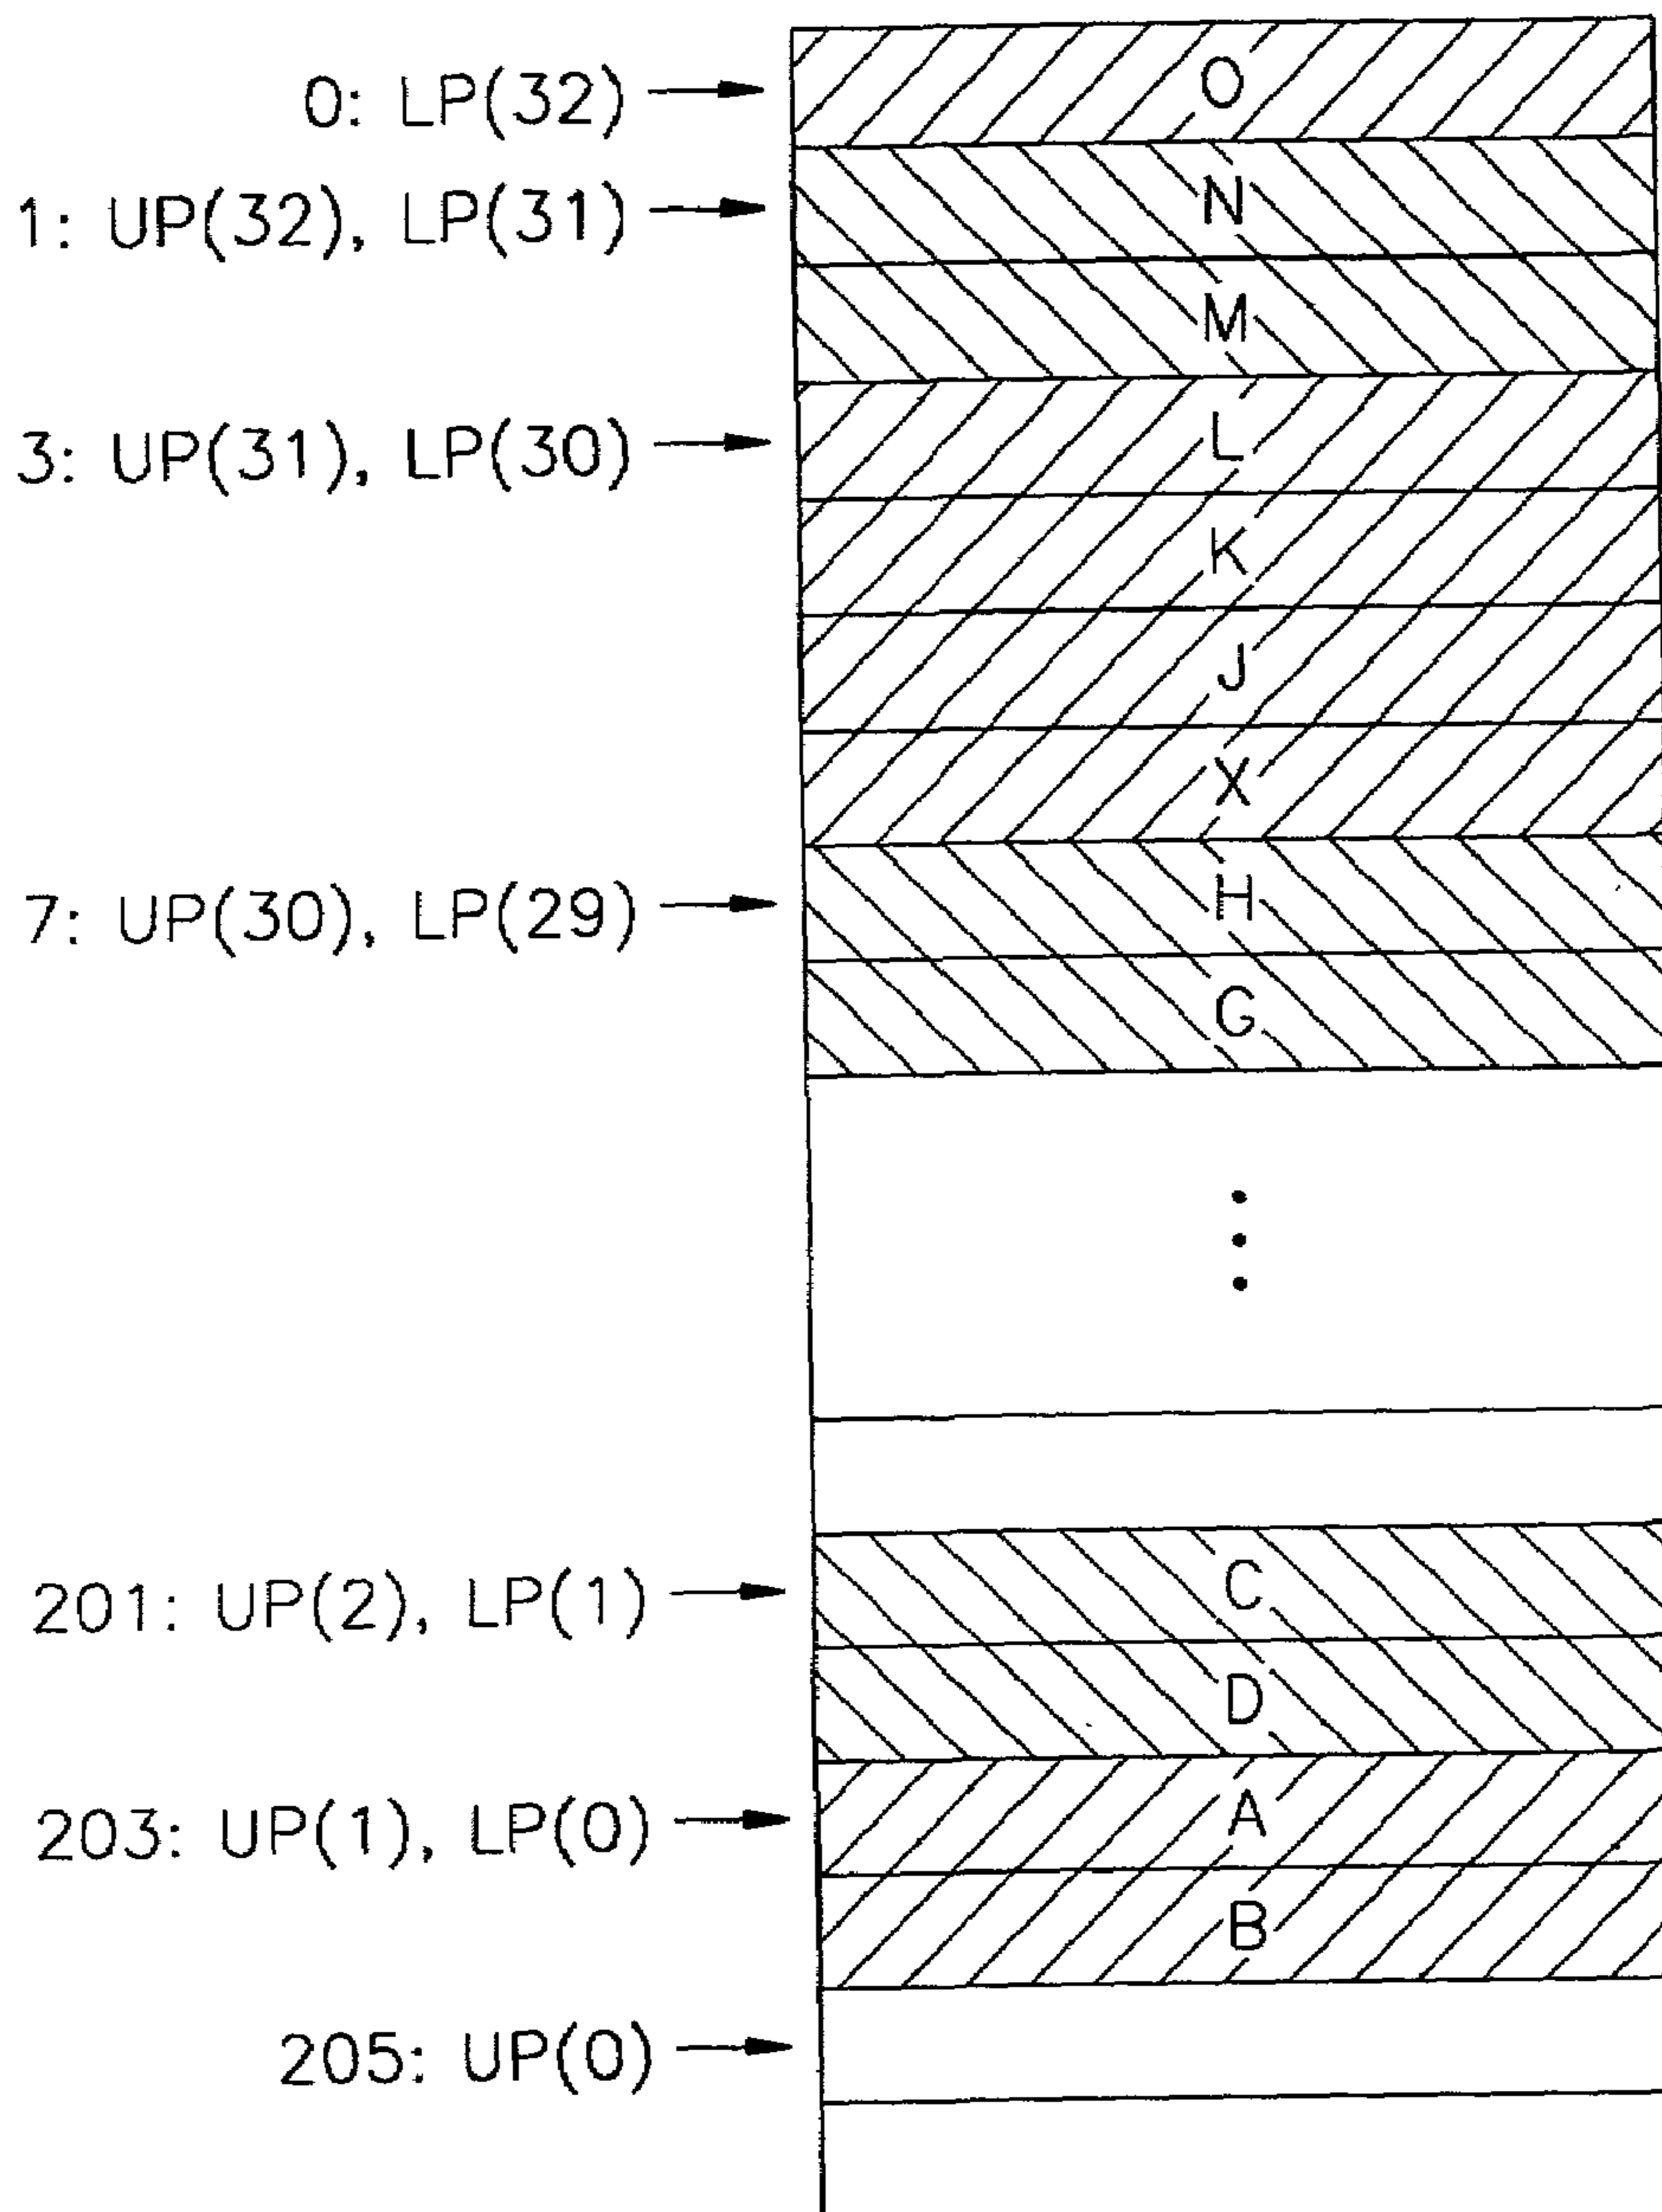 0: LP(32) O
1: UP(32), LP(31) N
M
3: UP(31), LP(30) L
K
J
X
7: UP(30), LP(29) H
G
201: UP(2), LP(1) C
D
203: UP(1), LP(0) A
B
205: UP(0)